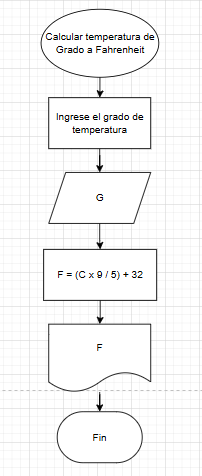 Calcular temperatura de
Grado a Fahrenheit
Ingrese el grado de
temperatura
G
F = (C x 9 / 5) + 32
F
Fin